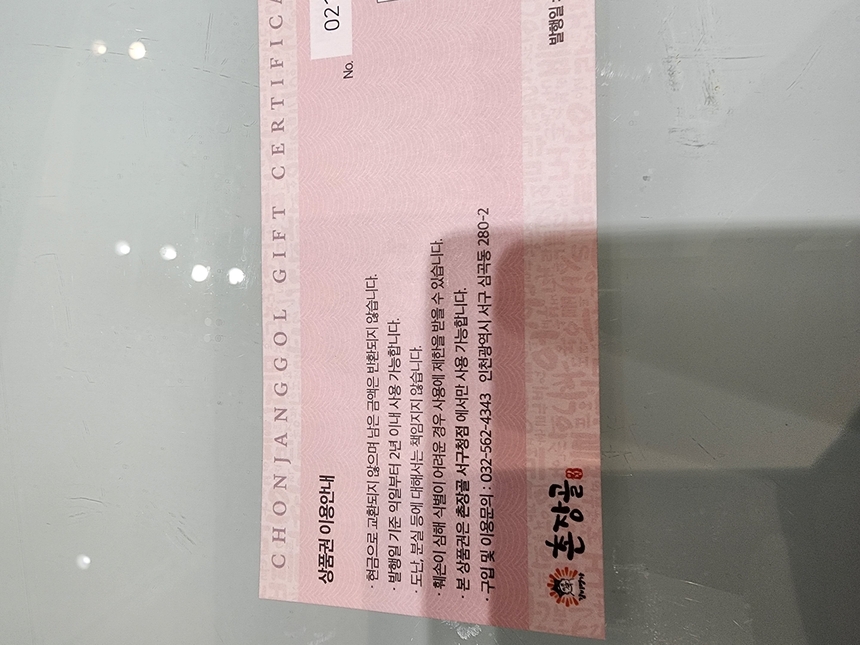 CHONJANGGOL GIFT CERTIFICA
No. 021
상품권 이용안내
· 현금으로 교환되지 않으며 남은 금액은 반환되지 않습니다.
· 발행일 기준 익일부터 2년 이내 사용 가능합니다.
· 도난, 분실 등에 대해서는 책임지지 않습니다.
· 훼손이 심해 식별이 어려운 경우 사용에 제한을 받을 수 있습니다.
· 본 상품권은 촌장골 서구청점 에서만 사용 가능합니다.
· 구입 및 이용문의 : 032-562-4343 인천광역시 서구 심곡동 280-2
촌장골
발행일 :